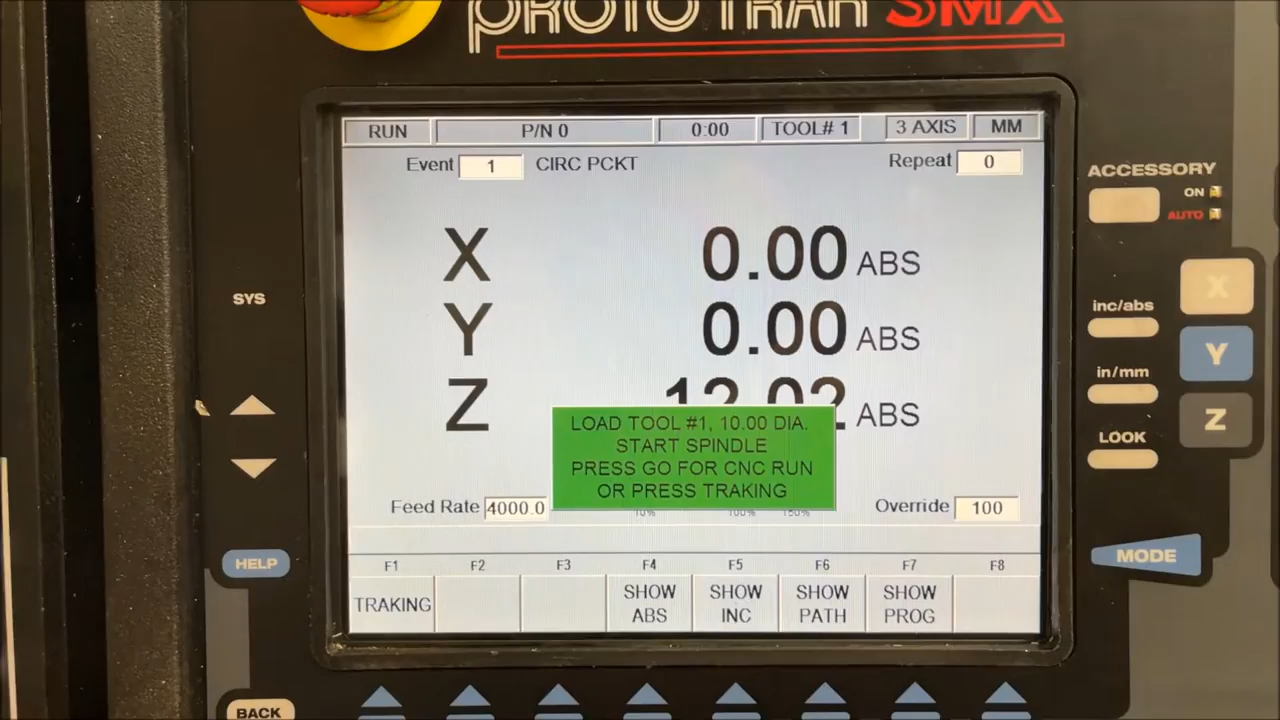 PROTOTRAK SMX
RUN P/N 0 0:00 TOOL# 1 3 AXIS MM
Event 1 CIRC PCKT Repeat 0
ACCESSORY
ON
AUTO
X 0.00 ABS
X
SYS
inc/abs
Y 0.00 ABS
Y
in/mm
Z 12.02 ABS
Z
LOOK
LOAD TOOL #1, 10.00 DIA.
START SPINDLE
PRESS GO FOR CNC RUN
OR PRESS TRAKING
Feed Rate 4000.0 10% 100% 150% Override 100
HELP
MODE
F1 F2 F3 F4 F5 F6 F7 F8
TRAKING
SHOW ABS
SHOW INC
SHOW PATH
SHOW PROG
BACK